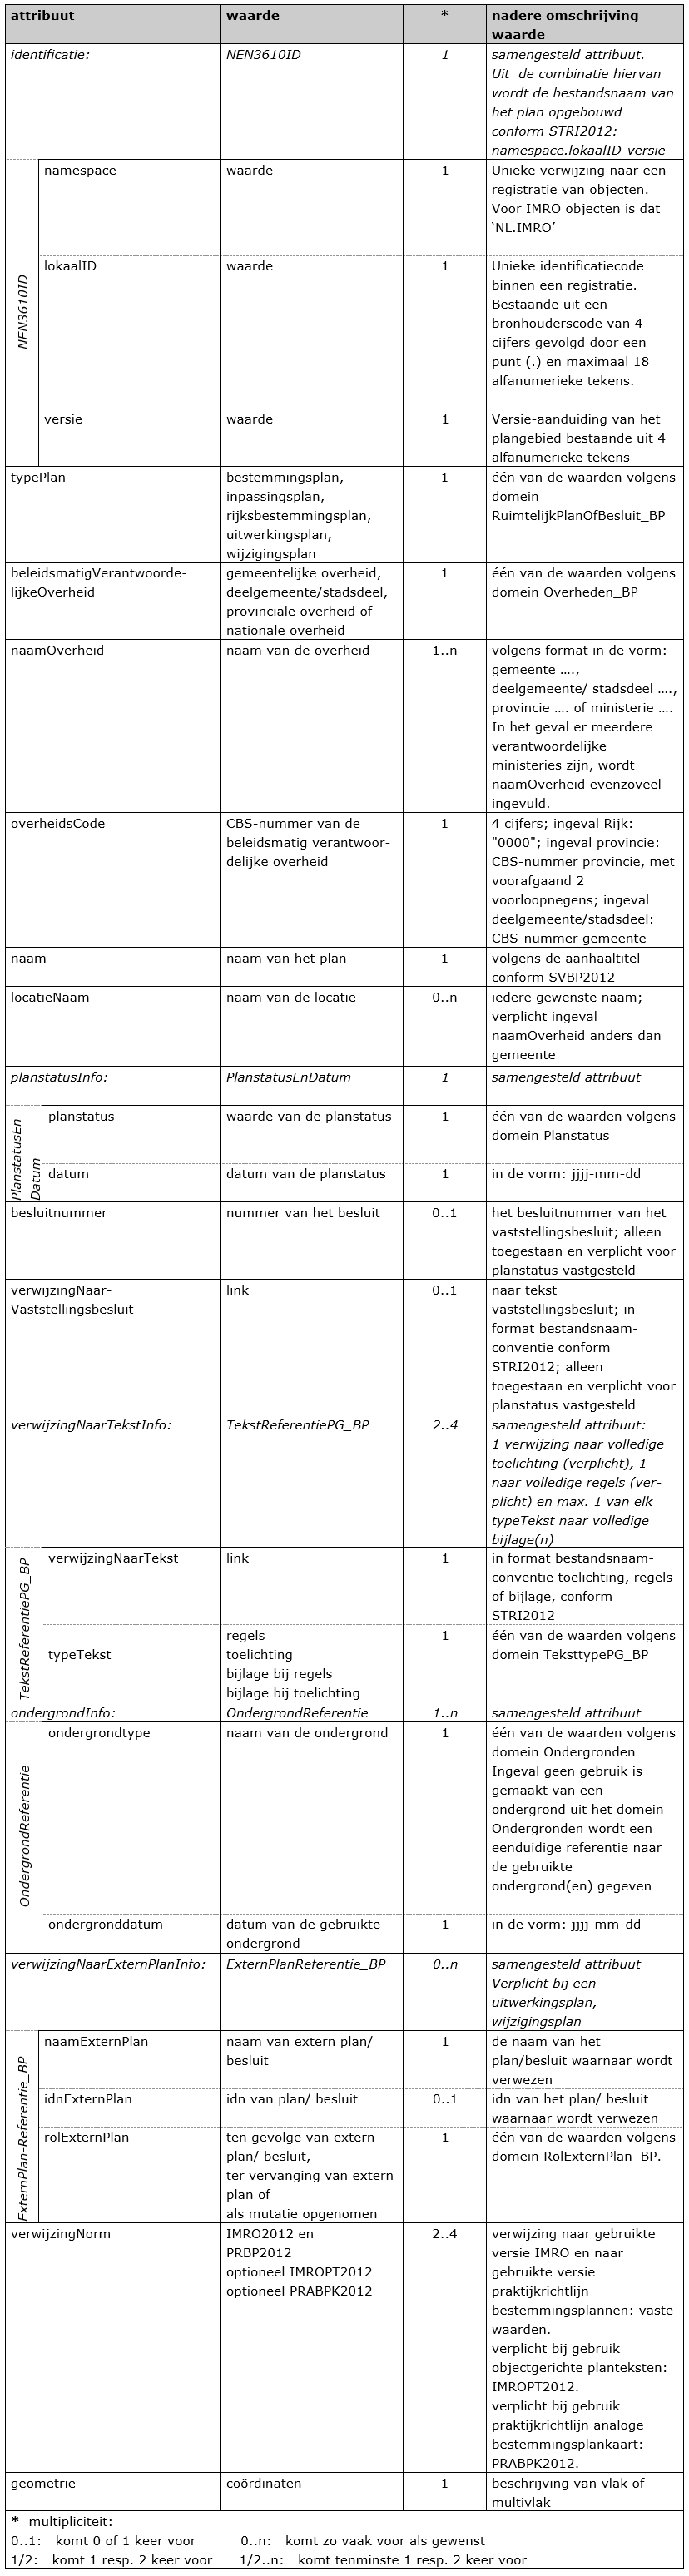 attribuut waarde * nadere omschrijving
waarde
identificatie: NEN3610ID 1 samengesteld attribuut.
Uit de combinatie hiervan
wordt de bestandsnaam van
het plan opgebouwd
conform STRI2012:
namespace.lokaalID-versie
NEN3610ID
namespace waarde 1 Unieke verwijzing naar een
registratie van objecten.
Voor IMRO objecten is dat
‘NL.IMRO’
lokaalID waarde 1 Unieke identificatiecode
binnen een registratie.
Bestaande uit een
bronhouderscode van 4
cijfers gevolgd door een
punt (.) en maximaal 18
alfanumerieke tekens.
versie waarde 1 Versie-aanduiding van het
plangebied bestaande uit 4
alfanumerieke tekens
typePlan bestemmingsplan, 1 één van de waarden volgens
inpassingsplan, domein
rijksbestemmingsplan, RuimtelijkPlanOfBesluit_BP
uitwerkingsplan,
wijzigingsplan
beleidsmatigVerantwoorde- gemeentelijke overheid, 1 één van de waarden volgens
lijkeOverheid deelgemeente/stadsdeel, domein Overheden_BP
provinciale overheid of
nationale overheid
naamOverheid naam van de overheid 1..n volgens format in de vorm:
gemeente ….,
deelgemeente/ stadsdeel ….,
provincie …. of ministerie ….
In het geval er meerdere
verantwoordelijke
ministeries zijn, wordt
naamOverheid evenzoveel
ingevuld.
overheidsCode CBS-nummer van de 1 4 cijfers; ingeval Rijk:
beleidsmatig verantwoor- "0000"; ingeval provincie:
delijke overheid CBS-nummer provincie, met
voorafgaand 2
voorloopnegens; ingeval
deelgemeente/stadsdeel:
CBS-nummer gemeente
naam naam van het plan 1 volgens de aanhaaltitel
conform SVBP2012
locatieNaam naam van de locatie 0..n iedere gewenste naam;
verplicht ingeval
naamOverheid anders dan
gemeente
planstatusInfo: PlanstatusEnDatum 1 samengesteld attribuut
PlanstatusEn-
Datum
planstatus waarde van de planstatus 1 één van de waarden volgens
domein Planstatus
datum datum van de planstatus 1 in de vorm: jjjj-mm-dd
besluitnummer nummer van het besluit 0..1 het besluitnummer van het
vaststellingsbesluit; alleen
toegestaan en verplicht voor
planstatus vastgesteld
verwijzingNaar- link 0..1 naar tekst
Vaststellingsbesluit vaststellingsbesluit; in
format bestandsnaam-
conventie conform
STRI2012; alleen
toegestaan en verplicht voor
planstatus vastgesteld
verwijzingNaarTekstInfo: TekstReferentiePG_BP 2..4 samengesteld attribuut:
1 verwijzing naar volledige
toelichting (verplicht), 1
naar volledige regels (ver-
plicht) en max. 1 van elk
typeTekst naar volledige
bijlage(n)
TekstReferentiePG_BP
verwijzingNaarTekst link 1 in format bestandsnaam-
conventie toelichting, regels
of bijlage, conform
STRI2012
regels 1 één van de waarden volgens
typeTekst toelichting domein TeksttypePG_BP
bijlage bij regels
bijlage bij toelichting
ondergrondInfo: OndergrondReferentie 1..n samengesteld attribuut
OndergrondReferentie
ondergrondtype naam van de ondergrond 1 één van de waarden volgens
domein Ondergronden
Ingeval geen gebruik is
gemaakt van een
ondergrond uit het domein
Ondergronden wordt een
eenduidige referentie naar
de gebruikte
ondergrond(en) gegeven
ondergronddatum datum van de gebruikte 1 in de vorm: jjjj-mm-dd
ondergrond
verwijzingNaarExternPlanInfo: ExternPlanReferentie_BP 0..n samengesteld attribuut
Verplicht bij een
uitwerkingsplan,
wijzigingsplan
ExternPlan-Referentie_BP
naamExternPlan naam van extern plan/ 1 de naam van het
besluit plan/besluit waarnaar wordt
verwezen
idnExternPlan idn van plan/ besluit 0..1 idn van het plan/ besluit
waarnaar wordt verwezen
rolExternPlan ten gevolge van extern 1 één van de waarden volgens
plan/ besluit, domein RolExternPlan_BP.
ter vervanging van extern
plan of
als mutatie opgenomen
verwijzingNorm IMRO2012 en 2..4 verwijzing naar gebruikte
PRBP2012 versie IMRO en naar
optioneel IMROPT2012 gebruikte versie
optioneel PRABPK2012 praktijkrichtlijn
bestemmingsplannen: vaste
waarden.
verplicht bij gebruik
objectgerichte planteksten:
IMROPT2012.
verplicht bij gebruik
praktijkrichtlijn analoge
bestemmingsplankaart:
PRABPK2012.
geometrie coördinaten 1 beschrijving van vlak of
multivlak
* multipliciteit:
0..1: komt 0 of 1 keer voor 0..n: komt zo vaak voor als gewenst
1/2: komt 1 resp. 2 keer voor 1/2..n: komt tenminste 1 resp. 2 keer voor